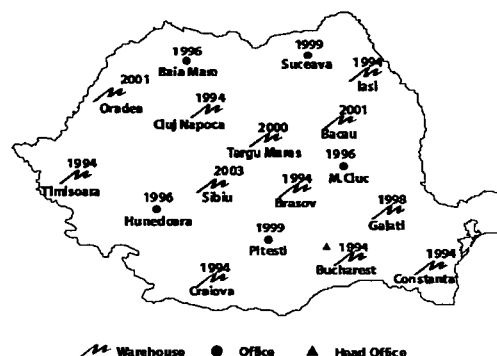 1996
Baia Mare
1999
Suceava
1994
Iasi
2001
Oradea
1994
Cluj Napoca
2001
Bacau
2000
Targu Mures
1996
M.Ciuc
1994
Timisoara
2003
Sibiu
1994
Brasov
1996
Hunedoara
1998
Galati
1999
Pitesti
1994
Bucharest
1994
Constanta
1994
Craiova
Warehouse Office Head Office